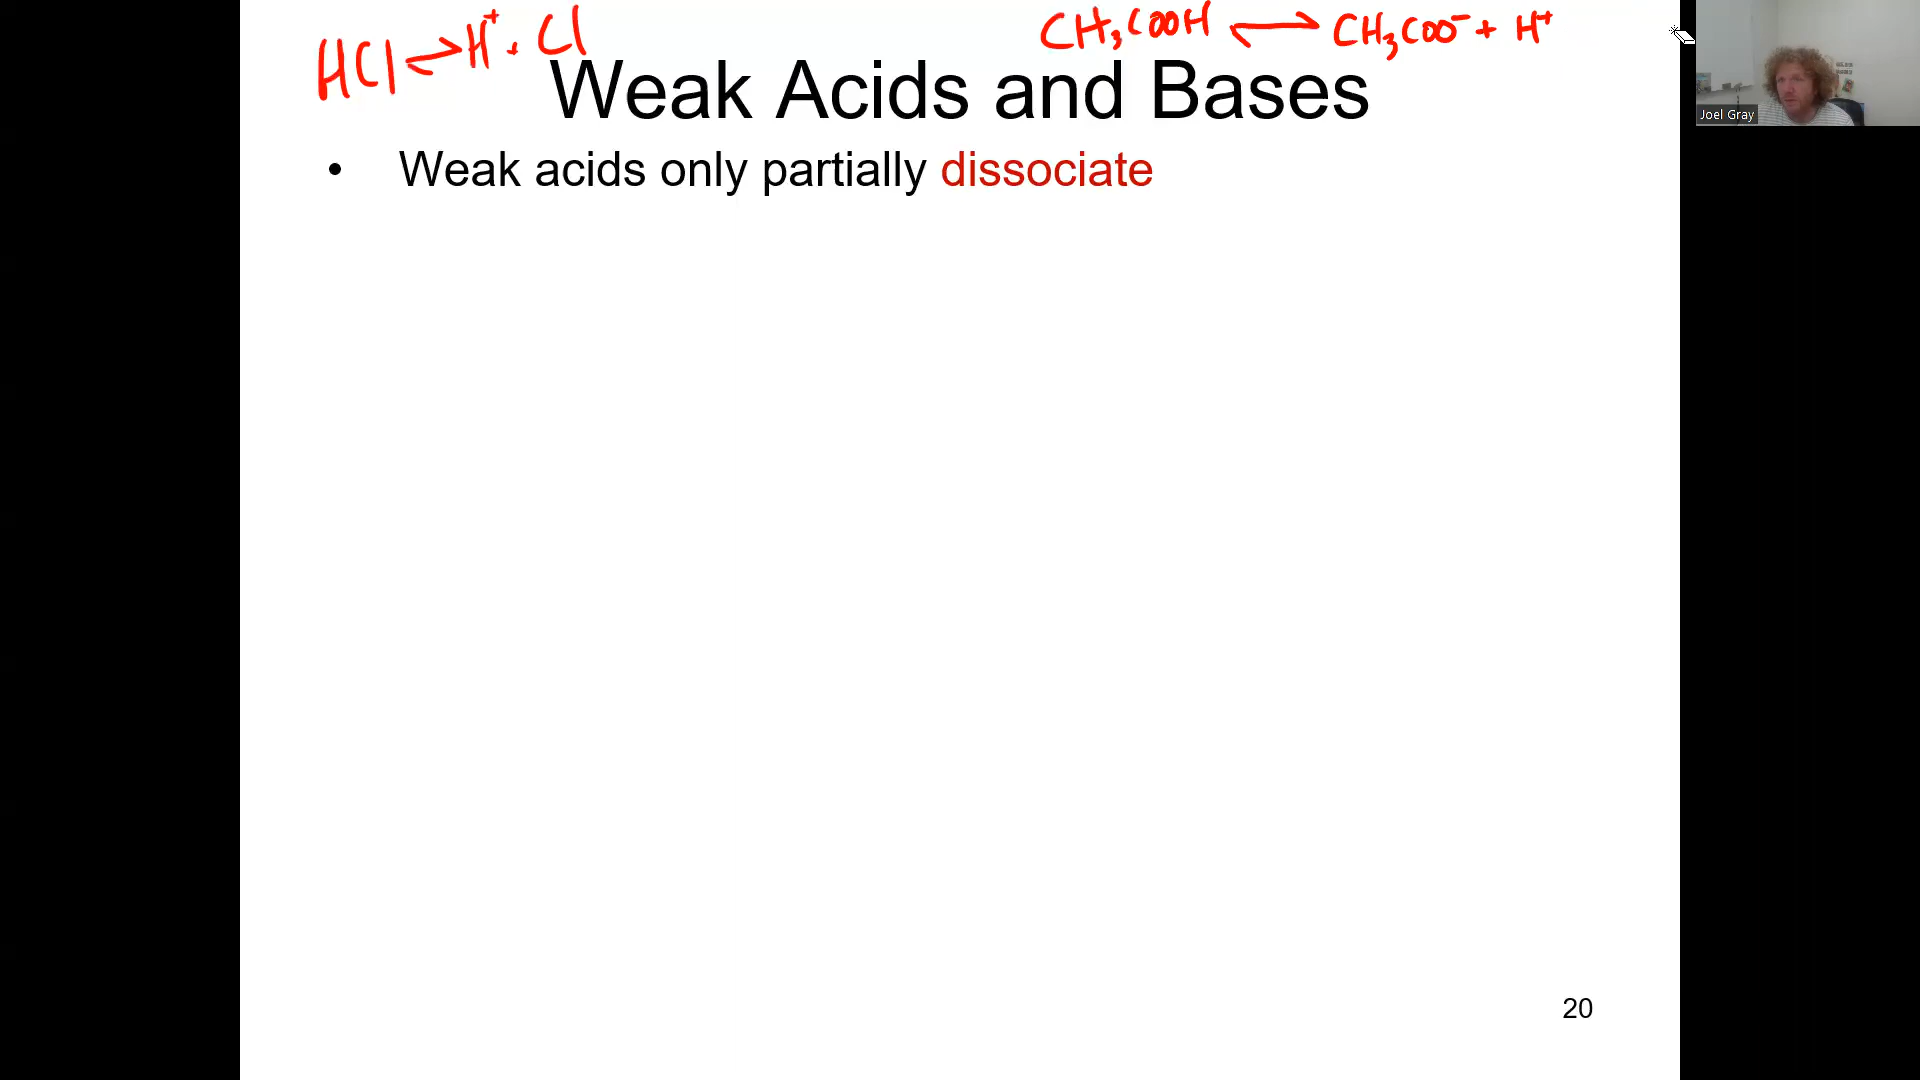 HCl ⇌ H⁺ + Cl
CH₃COOH ⇌ CH₃COO⁻ + H⁺
Weak Acids and Bases
• Weak acids only partially dissociate
Joel Gray
20